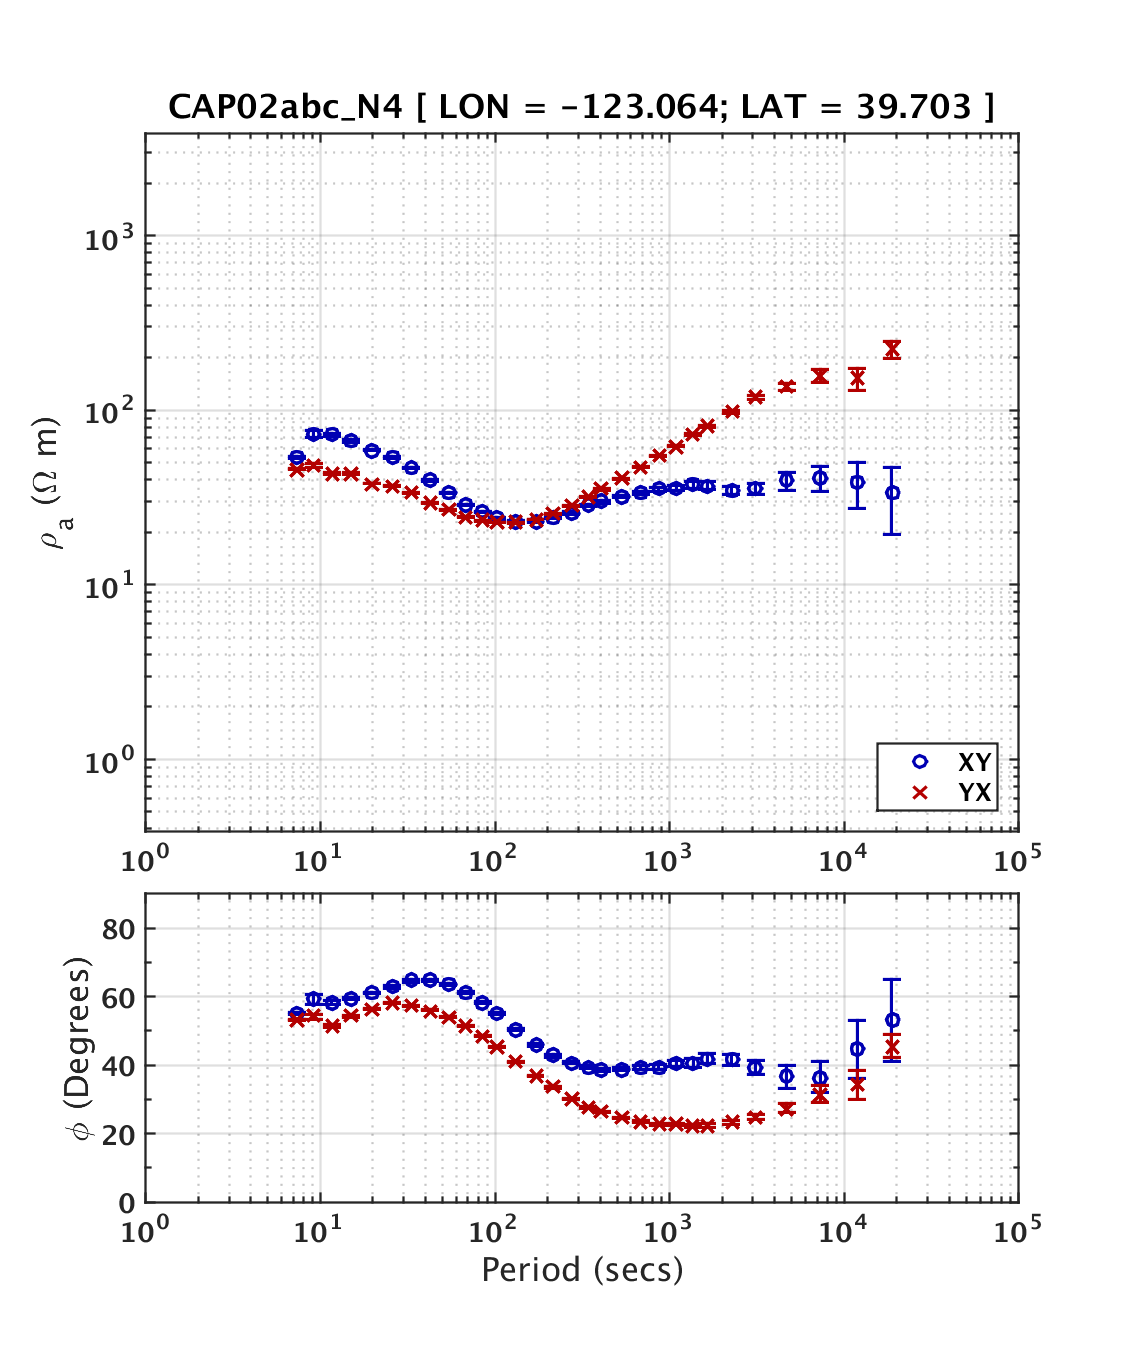 CAP02abc_N4 [ LON = -123.064; LAT = 39.703 ]
10³
10²
10¹
10⁰
ρₐ (Ω m)
XY
YX
10⁰ 10¹ 10² 10³ 10⁴ 10⁵
80
60
40
20
0
ϕ (Degrees)
10⁰ 10¹ 10² 10³ 10⁴ 10⁵
Period (secs)